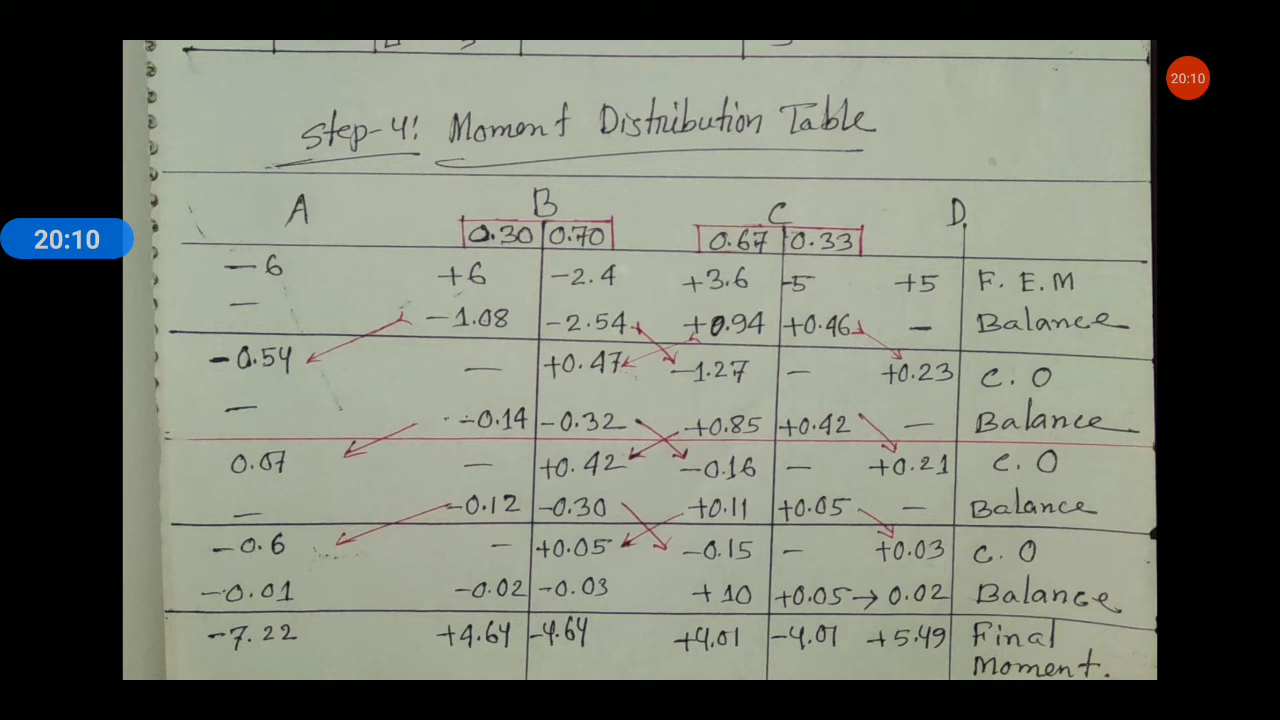 20:10
20:10
Step-4: Moment Distribution Table
A B C D
0.30 0.70 0.67 0.33
-6 +6 -2.4 +3.6 -5 +5 F.E.M
- -1.08 -2.54 +0.94 +0.46 - Balance
-0.54 - +0.47 -1.27 - +0.23 C.O
- -0.14 -0.32 +0.85 +0.42 - Balance
0.07 - +0.42 -0.16 - +0.21 C.O
- -0.12 -0.30 +0.11 +0.05 - Balance
-0.6 - +0.05 -0.15 - +0.03 C.O
-0.01 -0.02 -0.03 +10 +0.05 → 0.02 Balance
-7.22 +4.64 -4.64 +4.01 -4.01 +5.49 Final
Moment.